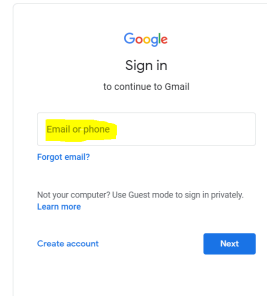 Google
Sign in
to continue to Gmail
Email or phone
Forgot email?
Not your computer? Use Guest mode to sign in privately.
Learn more
Create account
Next